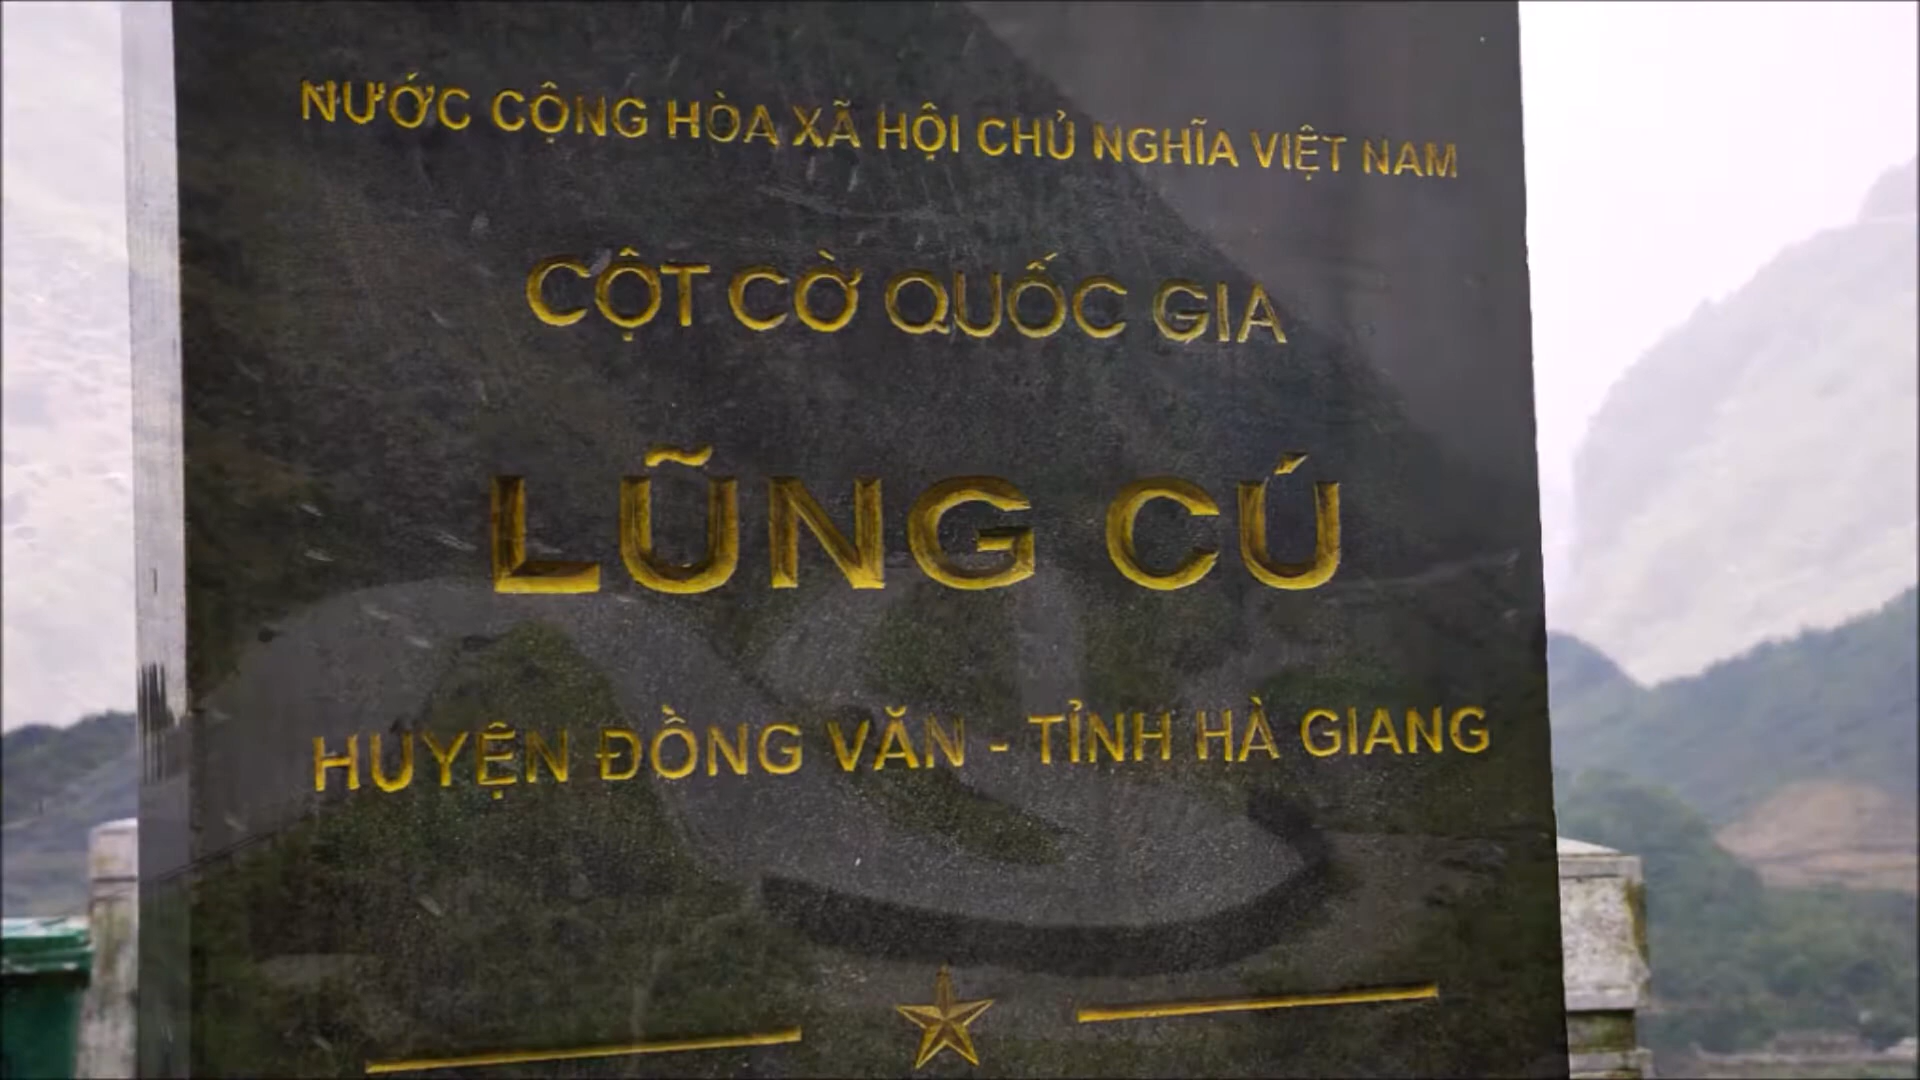 NƯỚC CỘNG HÒA XÃ HỘI CHỦ NGHĨA VIỆT NAM
CỘT CỜ QUỐC GIA
LŨNG CÚ
HUYỆN ĐỒNG VĂN - TỈNH HÀ GIANG